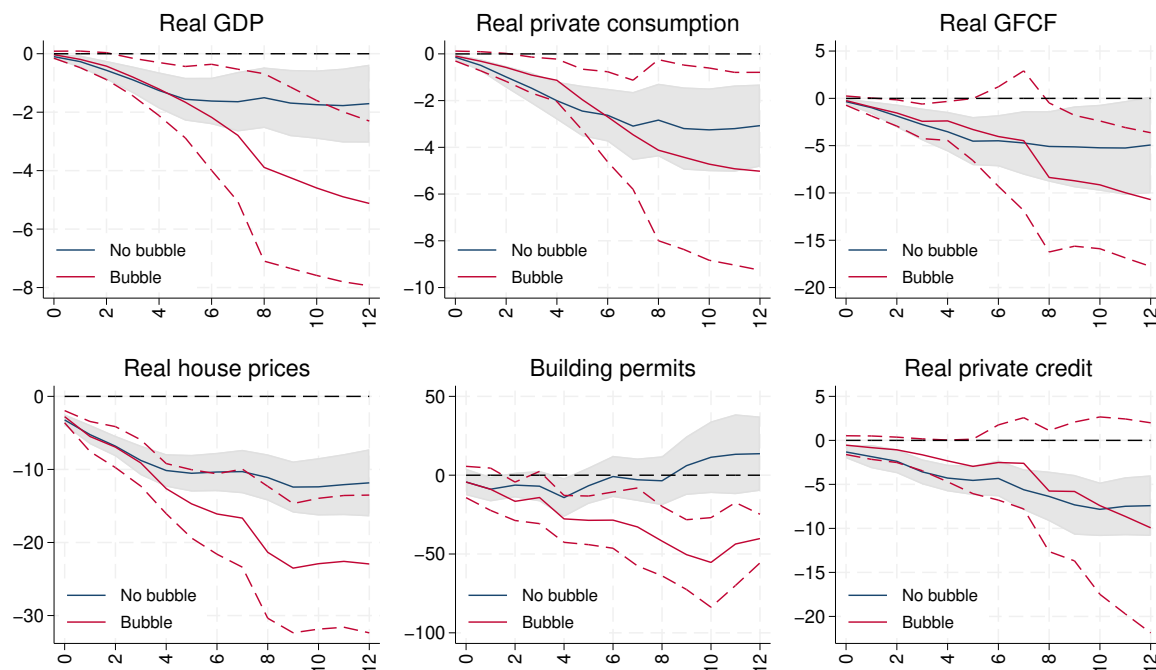 Real GDP
0
−2
−4
−6
−8
No bubble
Bubble
0 2 4 6 8 10 12
Real private consumption
0
−2
−4
−6
−8
−10
No bubble
Bubble
0 2 4 6 8 10 12
Real GFCF
5
0
−5
−10
−15
−20
No bubble
Bubble
0 2 4 6 8 10 12
Real house prices
0
−10
−20
−30
No bubble
Bubble
0 2 4 6 8 10 12
Building permits
50
0
−50
−100
No bubble
Bubble
0 2 4 6 8 10 12
Real private credit
5
0
−5
−10
−15
−20
No bubble
Bubble
0 2 4 6 8 10 12